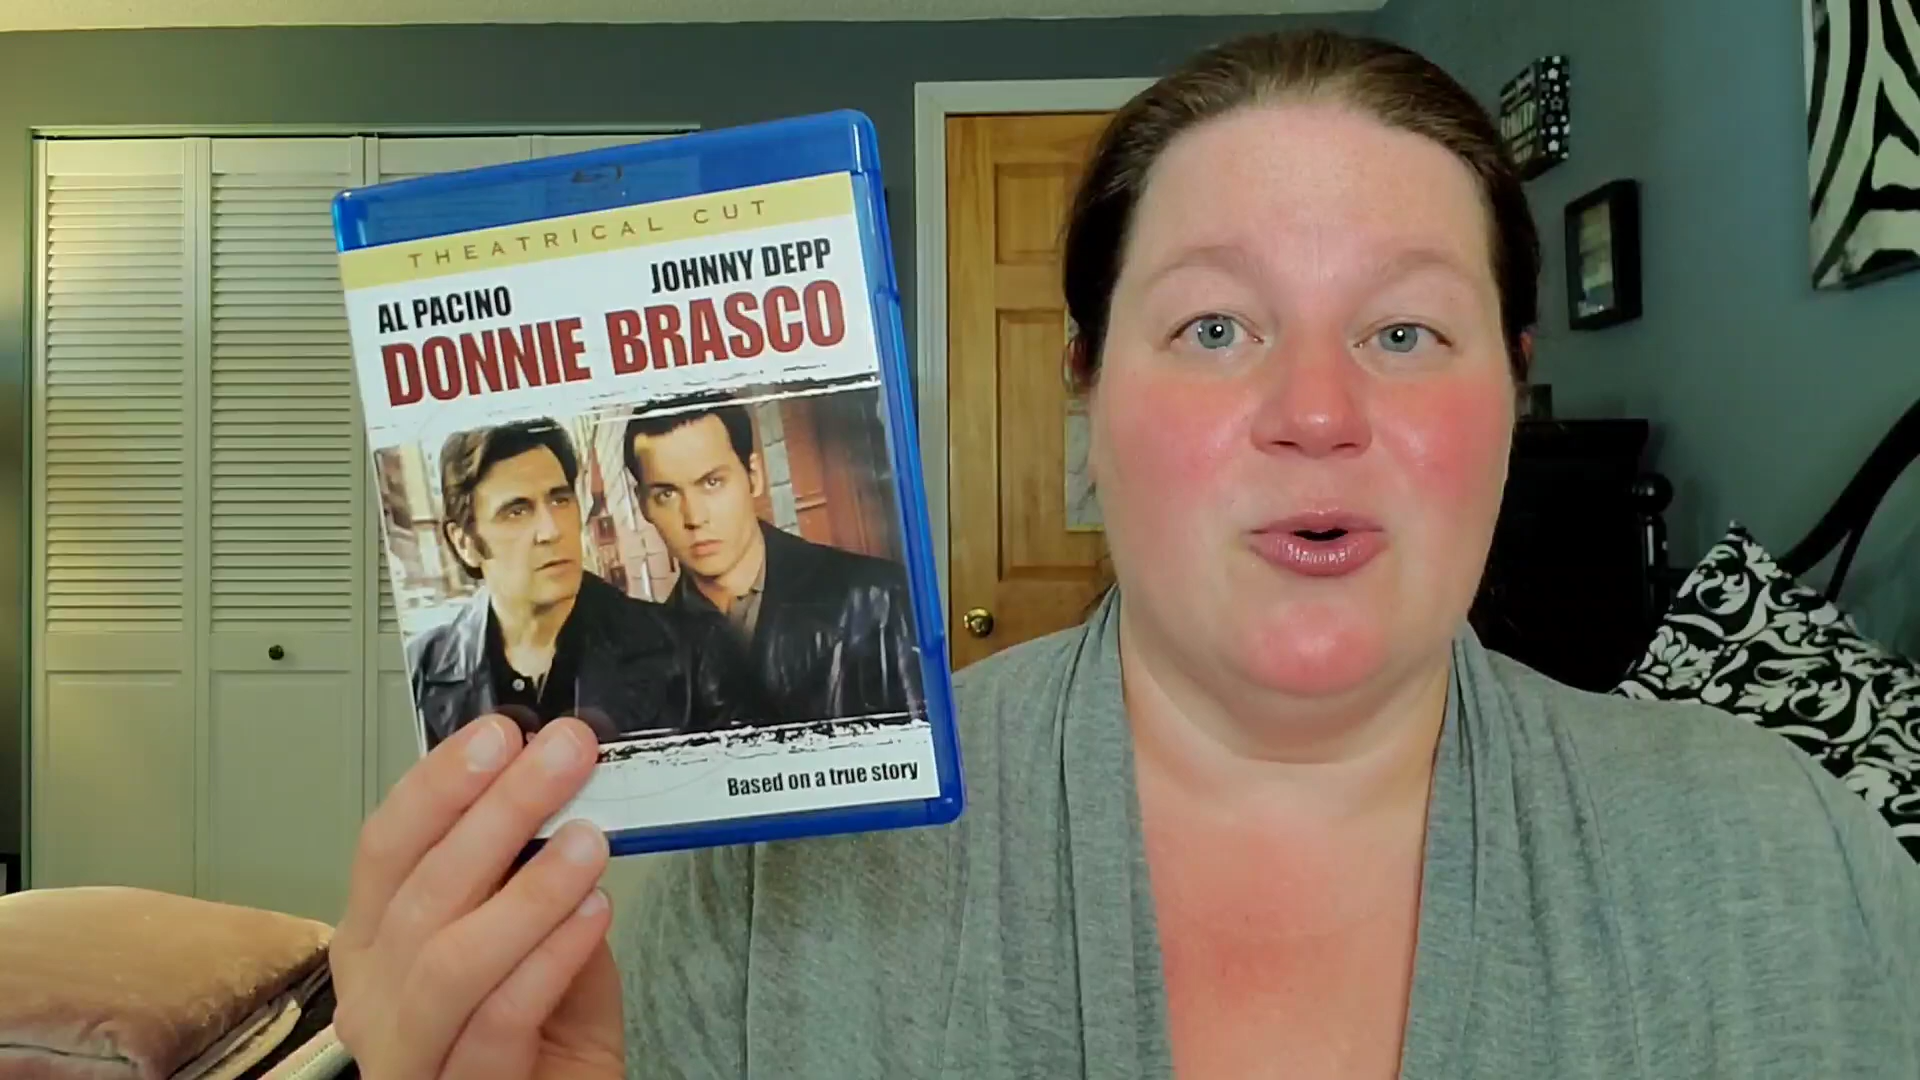 THEATRICAL CUT
AL PACINO
JOHNNY DEPP
DONNIE BRASCO
Based on a true story